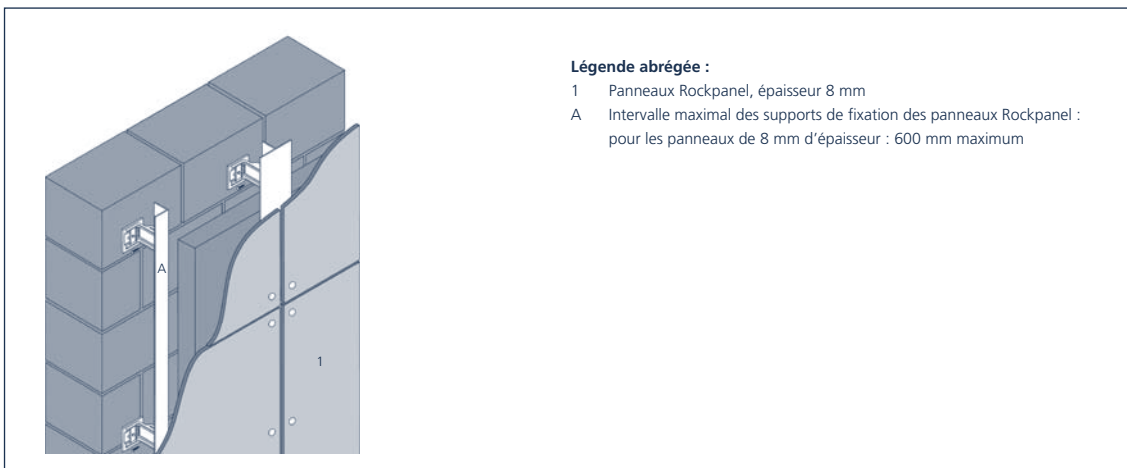 Légende abrégée :
1 Panneaux Rockpanel, épaisseur 8 mm
A Intervalle maximal des supports de fixation des panneaux Rockpanel :
pour les panneaux de 8 mm d’épaisseur : 600 mm maximum
A
1